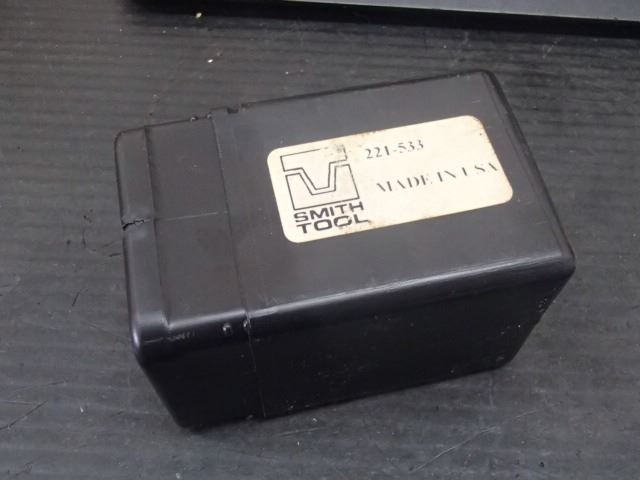 221-533
MADE IN USA
SMITH
TOOL